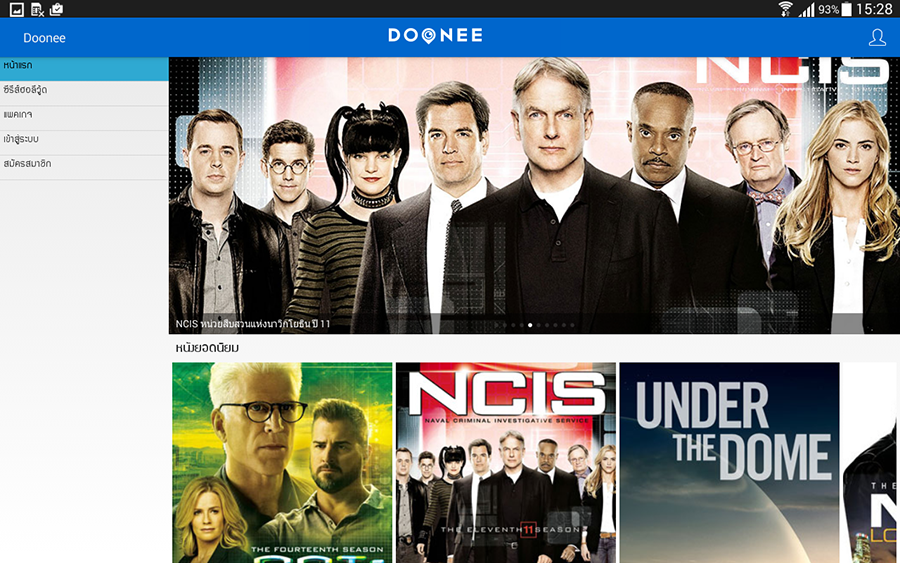 93% 15:28
Doonee
DOONEE
หน้าแรก
ซีรีส์ฮอลีวู้ด
แพคเกจ
เข้าสู่ระบบ
สมัครสมาชิก
NCIS
NCIS หน่วยสืบสวนแห่งนาวิกโยธิน ปี 11
หนังยอดนิยม
THE FOURTEENTH SEASON
NCIS
NAVAL CRIMINAL INVESTIGATIVE SERVICE
THE ELEVENTH 11 SEASON
UNDER
THE DOME
THE
N
LO